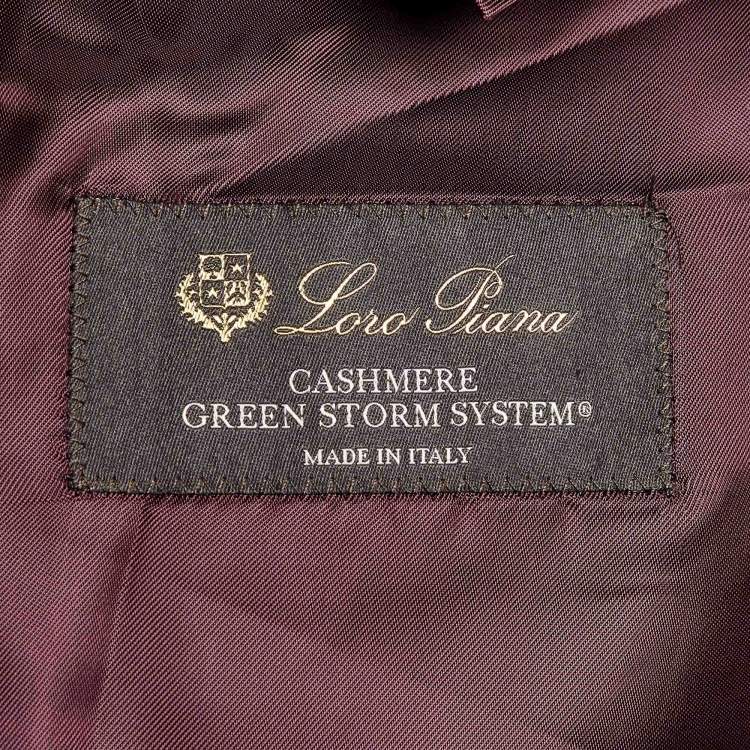 Loro Piana
CASHMERE
GREEN STORM SYSTEM®
MADE IN ITALY